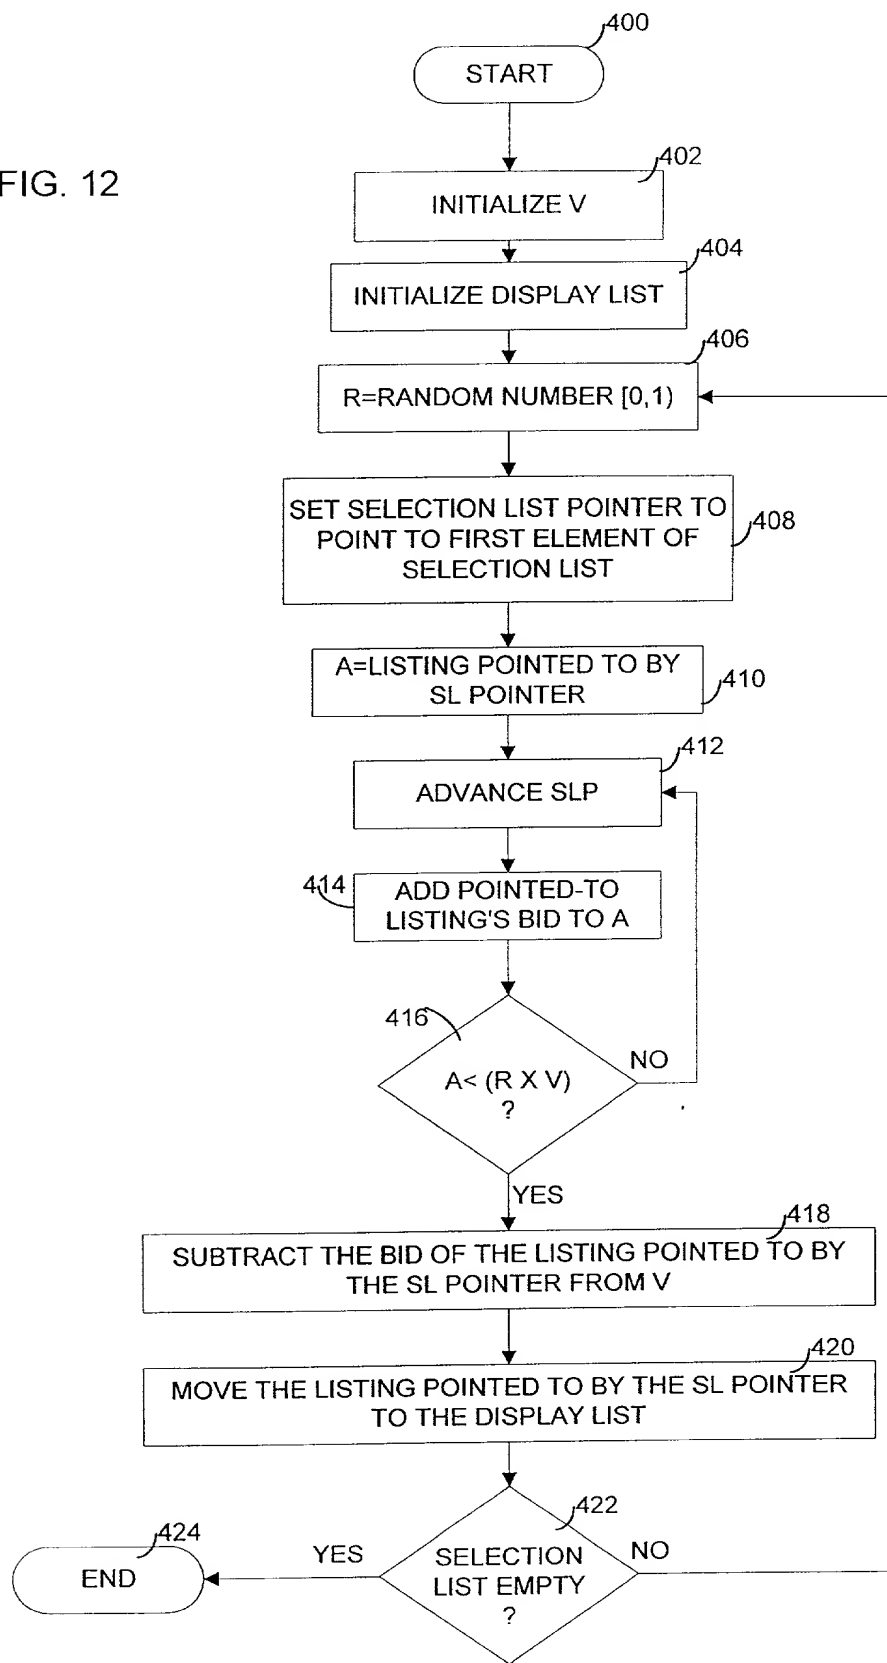 400
START
FIG. 12
402
INITIALIZE V
404
INITIALIZE DISPLAY LIST
406
R=RANDOM NUMBER [0,1)
SET SELECTION LIST POINTER TO
POINT TO FIRST ELEMENT OF
SELECTION LIST
408
A=LISTING POINTED TO BY
SL POINTER
410
412
ADVANCE SLP
414
ADD POINTED-TO
LISTING'S BID TO A
416
A< (R X V)
?
NO
YES
418
SUBTRACT THE BID OF THE LISTING POINTED TO BY
THE SL POINTER FROM V
420
MOVE THE LISTING POINTED TO BY THE SL POINTER
TO THE DISPLAY LIST
422
424
END
YES
SELECTION
LIST EMPTY
?
NO